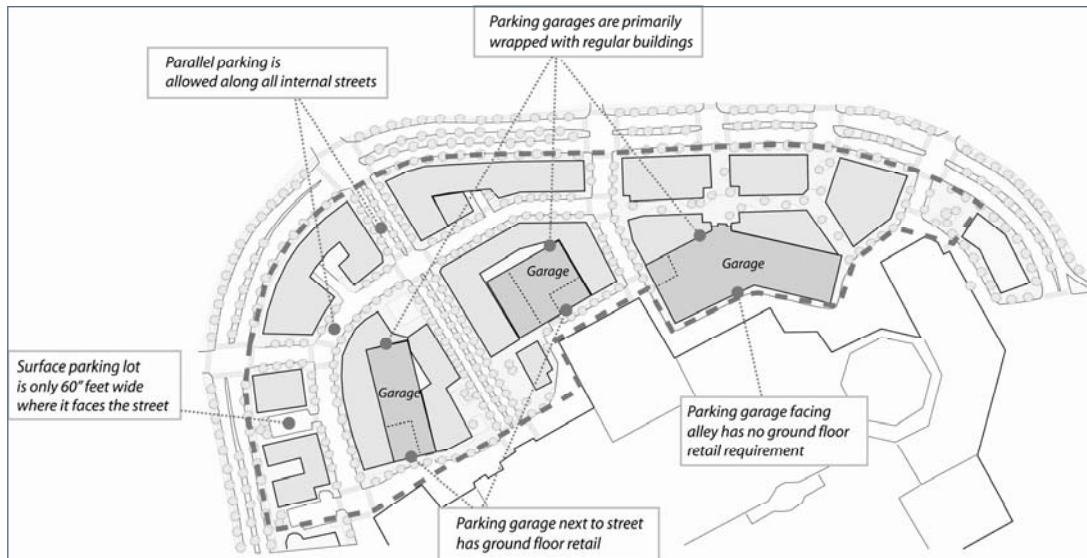 Parking garages are primarily
wrapped with regular buildings
Parallel parking is
allowed along all internal streets
Garage
Garage
Garage
Surface parking lot
is only 60" feet wide
where it faces the street
Parking garage facing
alley has no ground floor
retail requirement
Parking garage next to street
has ground floor retail